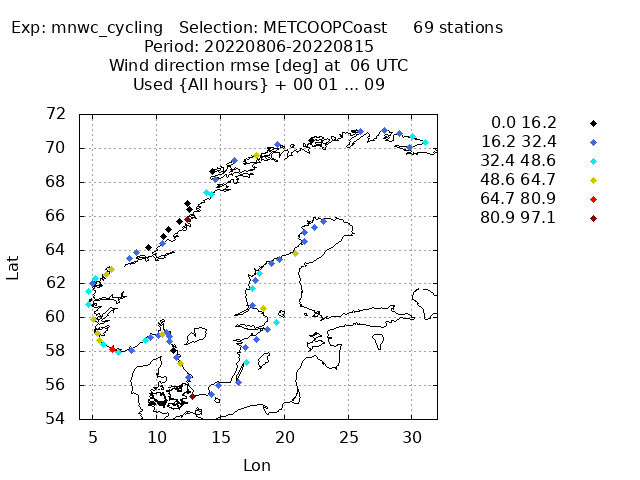 Exp: mnwc_cycling   Selection: METCOOPCoast     69 stations
Period: 20220806-20220815
Wind direction rmse [deg] at  06 UTC
Used {All hours} + 00 01 ... 09
0.0 16.2
16.2 32.4
32.4 48.6
48.6 64.7
64.7 80.9
80.9 97.1
72
70
68
66
64
62
60
58
56
54
Lat
5 10 15 20 25 30
Lon